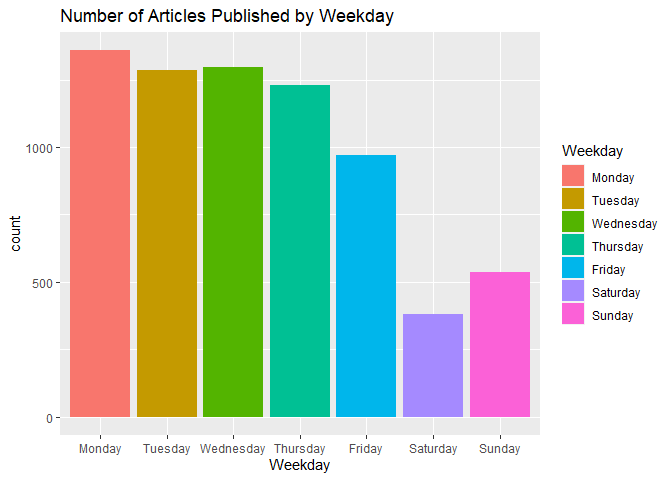 Number of Articles Published by Weekday
count
1000
500
0
Monday Tuesday Wednesday Thursday Friday Saturday Sunday
Weekday
Weekday
Monday
Tuesday
Wednesday
Thursday
Friday
Saturday
Sunday